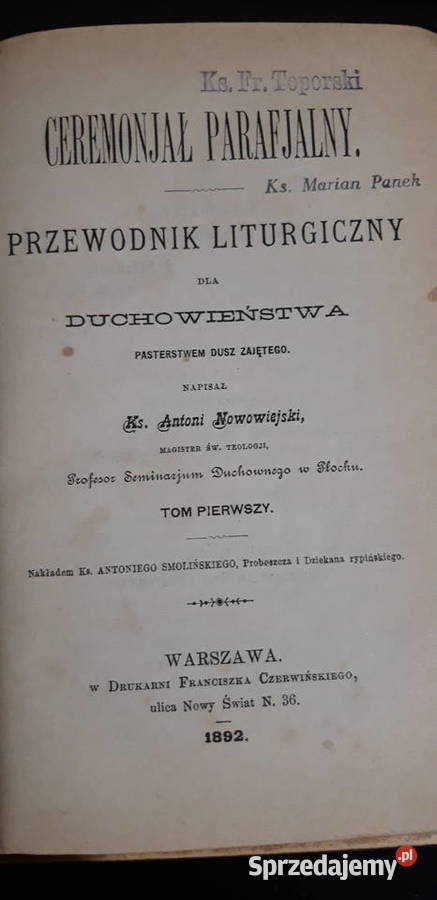 Ks. Fr. Toporski
CEREMONJAŁ PARAFJALNY.
Ks. Marian Panek
PRZEWODNIK LITURGICZNY
DLA
DUCHOWIEŃSTWA
PASTERSTWEM DUSZ ZAJĘTEGO.
NAPISAŁ
Ks. Antoni Nowowiejski,
MAGISTER ŚW. TEOLOGJI,
Profesor Seminarjum Duchownego w Płocku.
TOM PIERWSZY.
Nakładem Ks. ANTONIEGO SMOLIŃSKIEGO, Proboszcza i Dziekana rypińskiego.
WARSZAWA.
W DRUKARNI FRANCISZKA CZERWIŃSKIEGO,
ulica Nowy Świat N. 36.
1892.
Sprzedajemy.pl